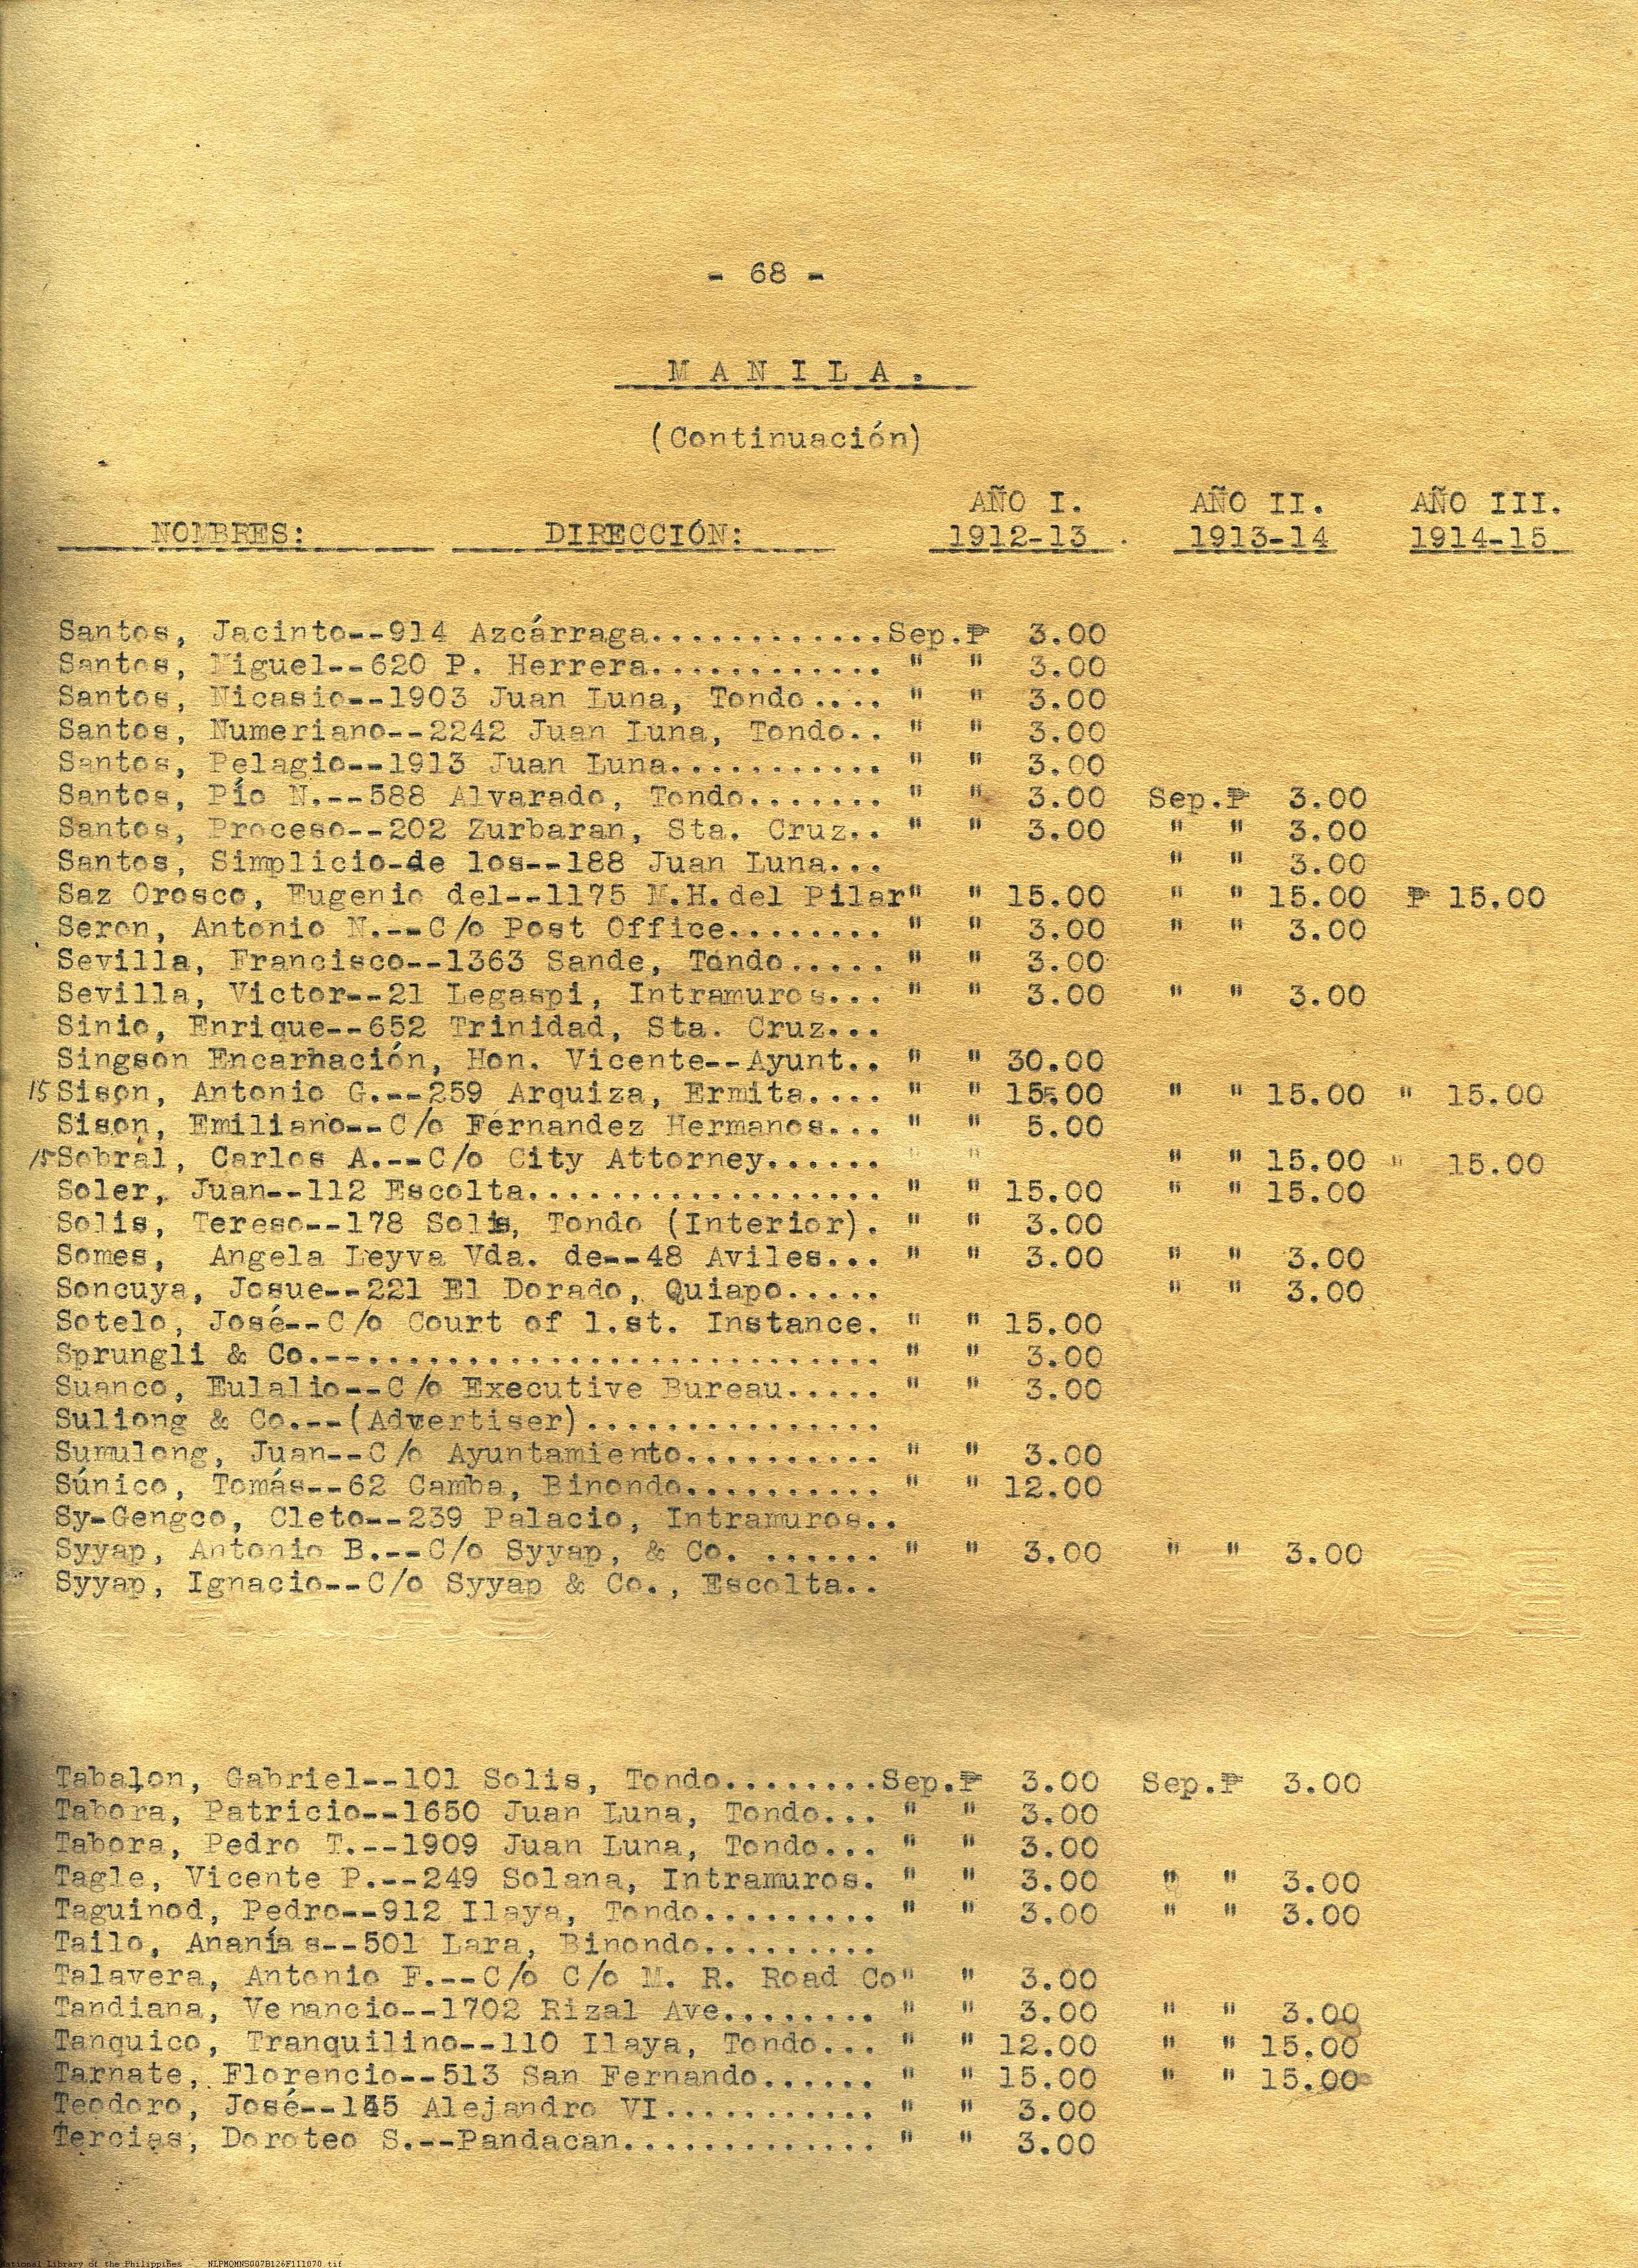 - 68 -
M A N I L A .
(Continuación)
AÑO I. AÑO II. AÑO III.
NOMBRES: DIRECCIÓN: 1912-13 . 1913-14 1914-15
Santos, Jacinto--914 Azcárraga............Sep.₱ 3.00
Santos, Miguel--620 P. Herrera............ " " 3.00
Santos, Nicasio--1903 Juan Luna, Tondo.... " " 3.00
Santos, Numeriano--2242 Juan Luna, Tondo.. " " 3.00
Santos, Pelagio--1913 Juan Luna........... " " 3.00
Santos, Pío N.--588 Alvarado, Tondo....... " " 3.00 Sep.₱ 3.00
Santos, Proceso--202 Zurbaran, Sta. Cruz.. " " 3.00 " " 3.00
Santos, Simplicio-de los--188 Juan Luna... " " 3.00
Saz Orosco, Eugenio del--1175 M.H.del Pilar" " 15.00 " " 15.00 ₱ 15.00
Seron, Antonio N.--C/o Post Office........ " " 3.00 " " 3.00
Sevilla, Francisco--1363 Sande, Tondo..... " " 3.00
Sevilla, Victor--21 Legaspi, Intramuros... " " 3.00 " " 3.00
Sinio, Enrique--652 Trinidad, Sta. Cruz...
Singson Encarnación, Hon. Vicente--Ayunt.. " " 30.00
15 Sison, Antonio G.--259 Arquiza, Ermita.... " " 15.00 " " 15.00 " 15.00
Sison, Emiliano--C/o Fernandez Hermanos... " " 5.00
15 Sobral, Carlos A.--C/o City Attorney...... " " " " 15.00 " 15.00
Soler, Juan--112 Escolta.................. " " 15.00 " " 15.00
Solis, Tereso--178 Solis, Tondo (Interior). " " 3.00
Somes, Angela Leyva Vda. de--48 Aviles... " " 3.00 " " 3.00
Soncuya, Josue--221 El Dorado, Quiapo..... " " 3.00
Sotelo, José--C/o Court of 1.st. Instance. " " 15.00
Sprungli & Co.--........................... " " 3.00
Suanco, Eulalio--C/o Executive Bureau..... " " 3.00
Suliong & Co.--(Advertiser)...............
Sumulong, Juan--C/o Ayuntamiento.......... " " 3.00
Súnico, Tomás--62 Camba, Binondo.......... " " 12.00
Sy-Gengco, Cleto--239 Palacio, Intramuros..
Syyap, Antonio B.--C/o Syyap, & Co. ...... " " 3.00 " " 3.00
Syyap, Ignacio--C/o Syyap & Co., Escolta..
Tabalon, Gabriel--101 Solis, Tondo........Sep.₱ 3.00 Sep.₱ 3.00
Tabora, Patricio--1650 Juan Luna, Tondo... " " 3.00
Tabora, Pedro T.--1909 Juan Luna, Tondo... " " 3.00
Tagle, Vicente P.--249 Solana, Intramuros. " " 3.00 " " 3.00
Taguinod, Pedro--912 Ilaya, Tondo......... " " 3.00 " " 3.00
Tailo, Ananías--501 Lara, Binondo.........
Talavera, Antonio F.--C/o C/o M. R. Road Co" " 3.00
Tandiana, Venancio--1702 Rizal Ave........ " " 3.00 " " 3.00
Tanquico, Tranquilino--110 Ilaya, Tondo... " " 12.00 " " 15.00
Tarnate, Florencio--513 San Fernando...... " " 15.00 " " 15.00
Teodoro, José-- Alejandro VI........... " " 3.00
Tercias, Doroteo S.--Pandacan............. " " 3.00
National Library of the Philippines NLPMQMNS007B126F111070.tif